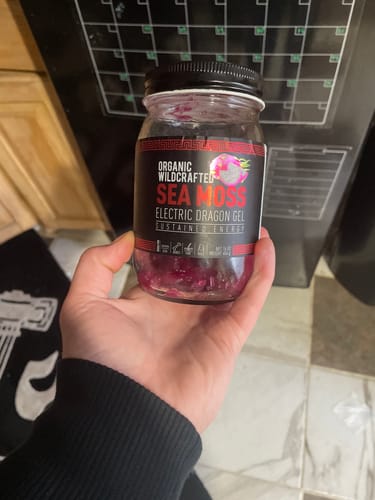 ORGANIC
WILDCRAFTED
SEA MOSS
ELECTRIC DRAGON GEL
SUSTAINED ENERGY